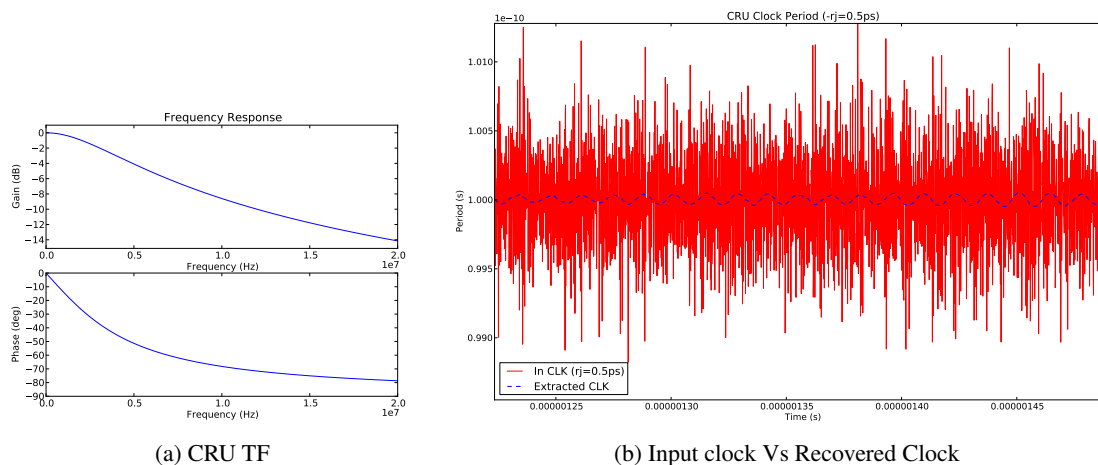 Frequency Response
Gain (dB)
0
−2
−4
−6
−8
−10
−12
−14
0.0 0.5 1.0 1.5 2.0
Frequency (Hz) 1e7
Phase (deg)
0
−10
−20
−30
−40
−50
−60
−70
−80
−90
0.0 0.5 1.0 1.5 2.0
Frequency (Hz) 1e7
(a) CRU TF
1e−10 CRU Clock Period (-rj=0.5ps)
Period (s)
1.010
1.005
1.000
0.995
0.990
In CLK (rj=0.5ps)
Extracted CLK
0.00000125 0.00000130 0.00000135 0.00000140 0.00000145
Time (s)
(b) Input clock Vs Recovered Clock